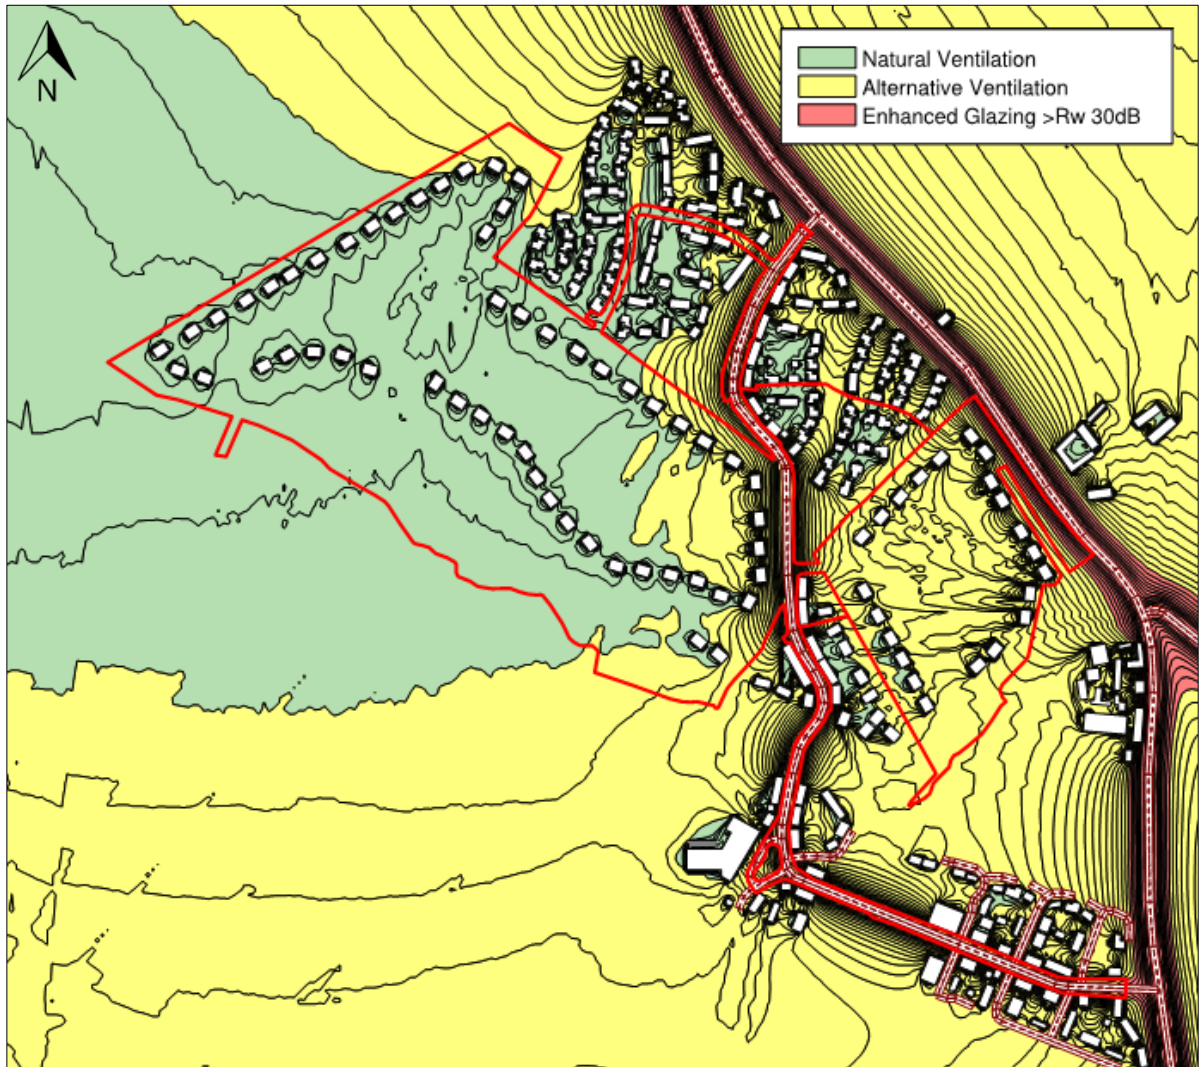 N
Natural Ventilation
Alternative Ventilation
Enhanced Glazing >Rw 30dB